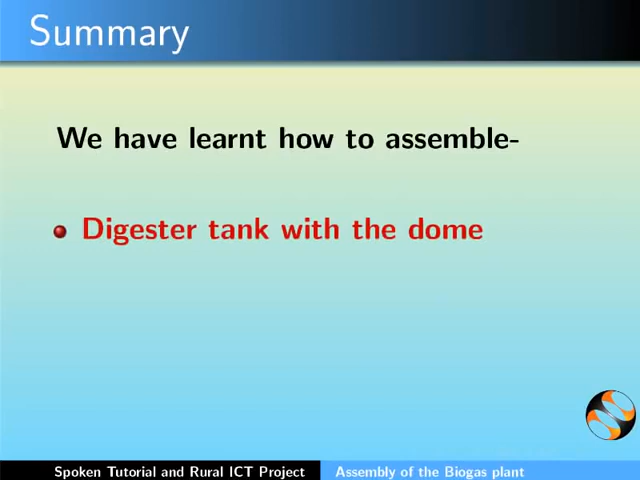 Summary
We have learnt how to assemble-
Digester tank with the dome
Spoken Tutorial and Rural ICT Project
Assembly of the Biogas plant